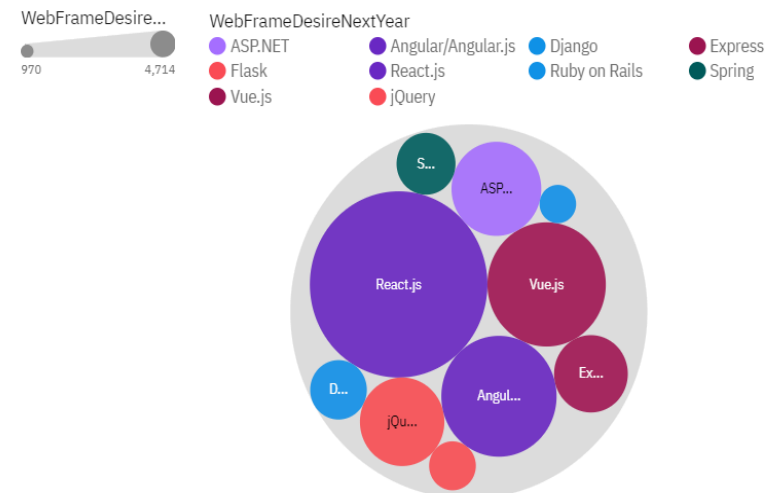 WebFrameDesire...
970 4,714
WebFrameDesireNextYear
ASP.NET Angular/Angular.js Django Express
Flask React.js Ruby on Rails Spring
Vue.js jQuery
S...
ASP...
React.js
Vue.js
D...
Ex...
Angul...
jQu...